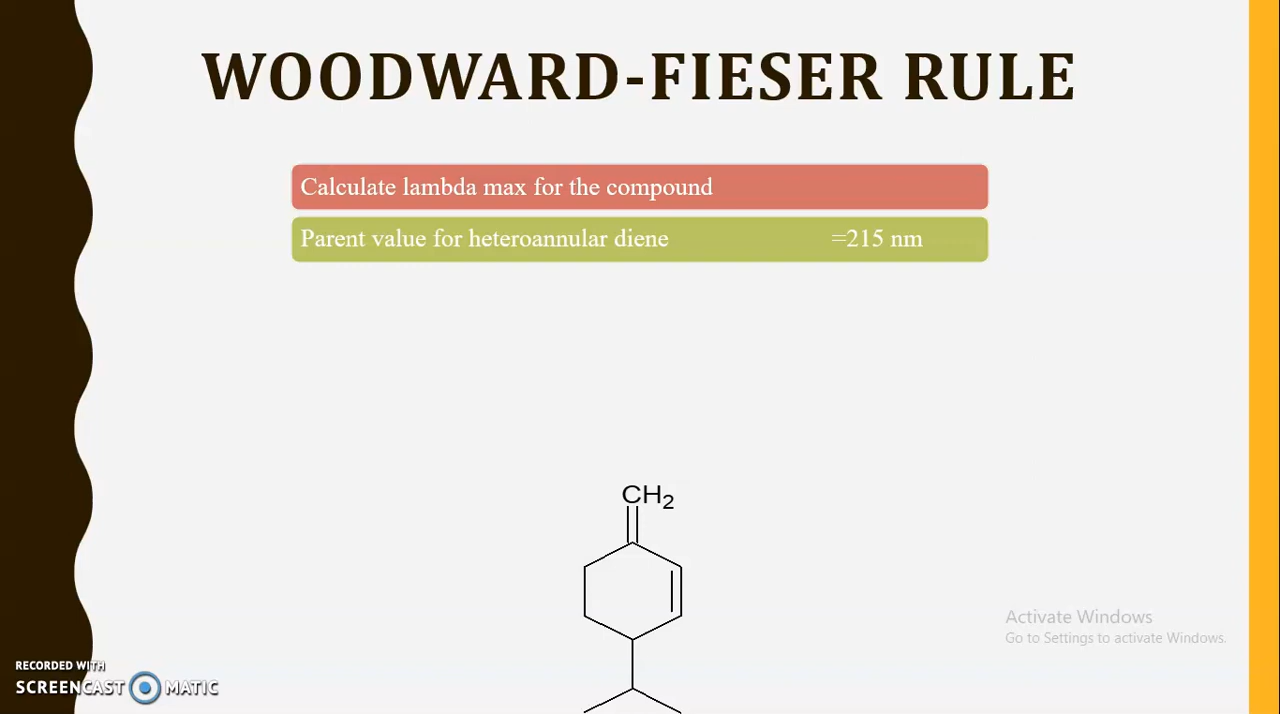 WOODWARD-FIESER RULE
Calculate lambda max for the compound
Parent value for heteroannular diene =215 nm
CH₂
Activate Windows
Go to Settings to activate Windows.
RECORDED WITH
SCREENCAST MATIC